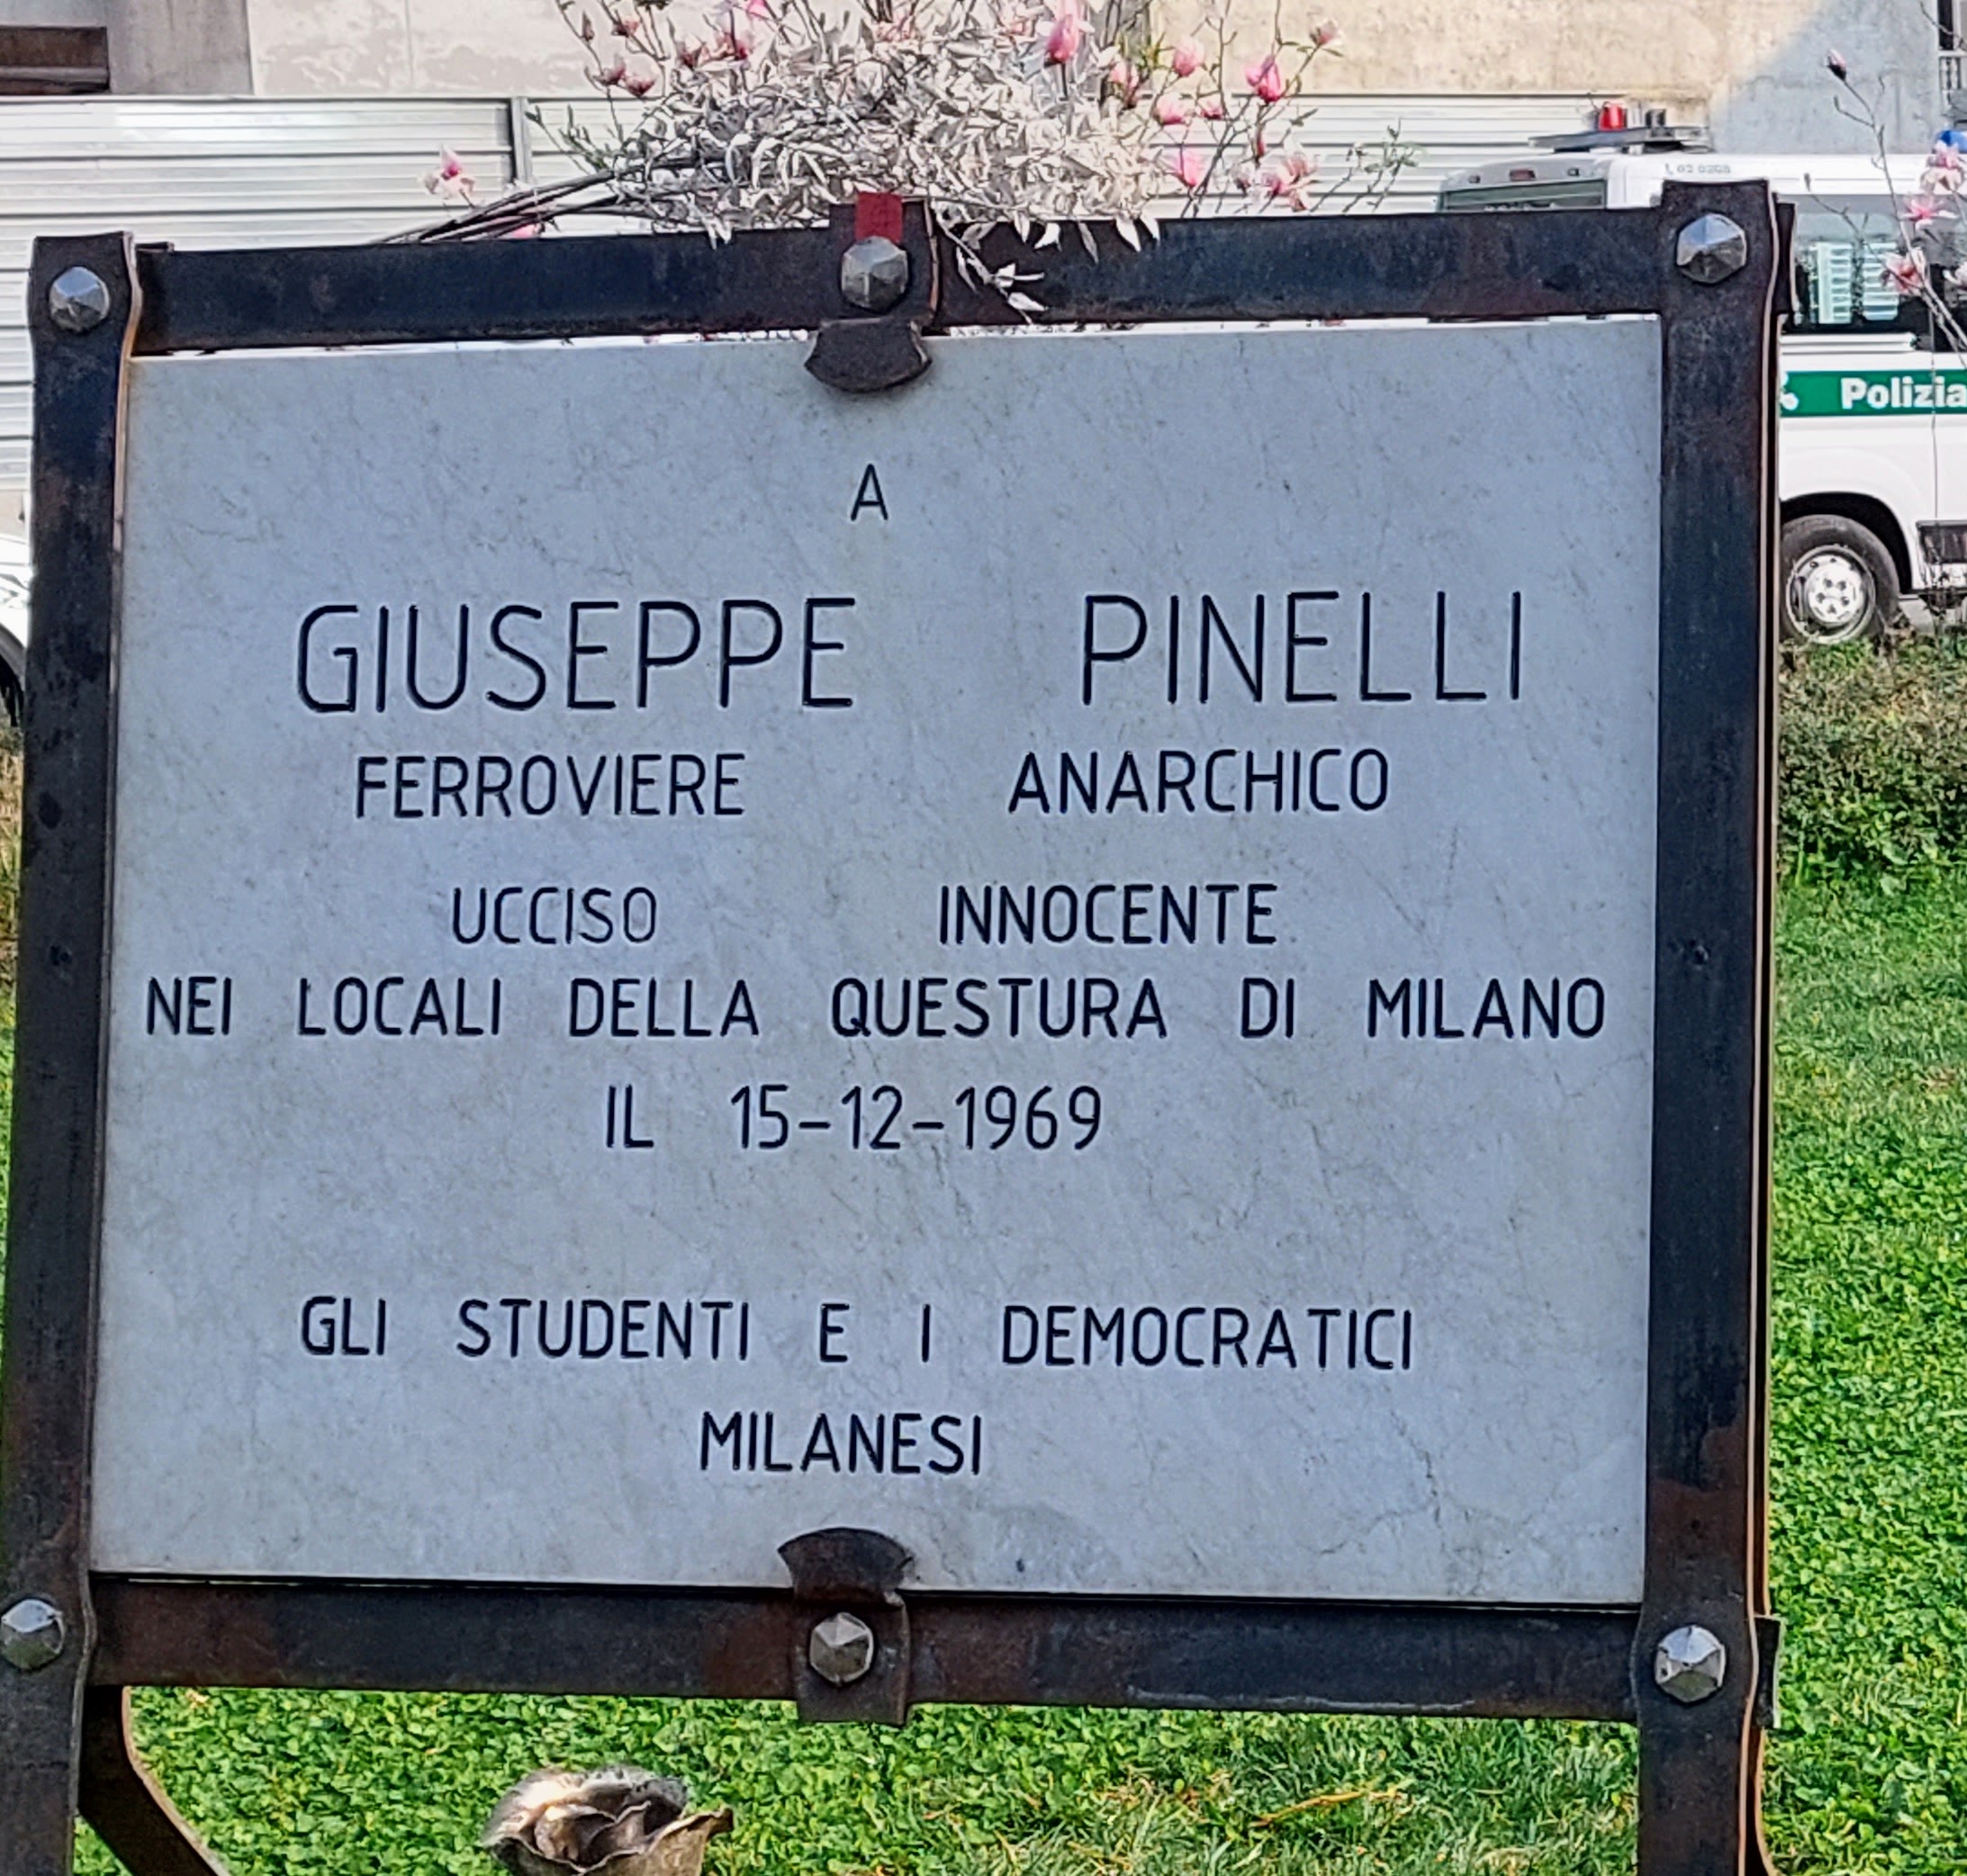 A
GIUSEPPE PINELLI
FERROVIERE ANARCHICO
UCCISO INNOCENTE
NEI LOCALI DELLA QUESTURA DI MILANO
IL 15-12-1969
GLI STUDENTI E I DEMOCRATICI
MILANESI
Polizia